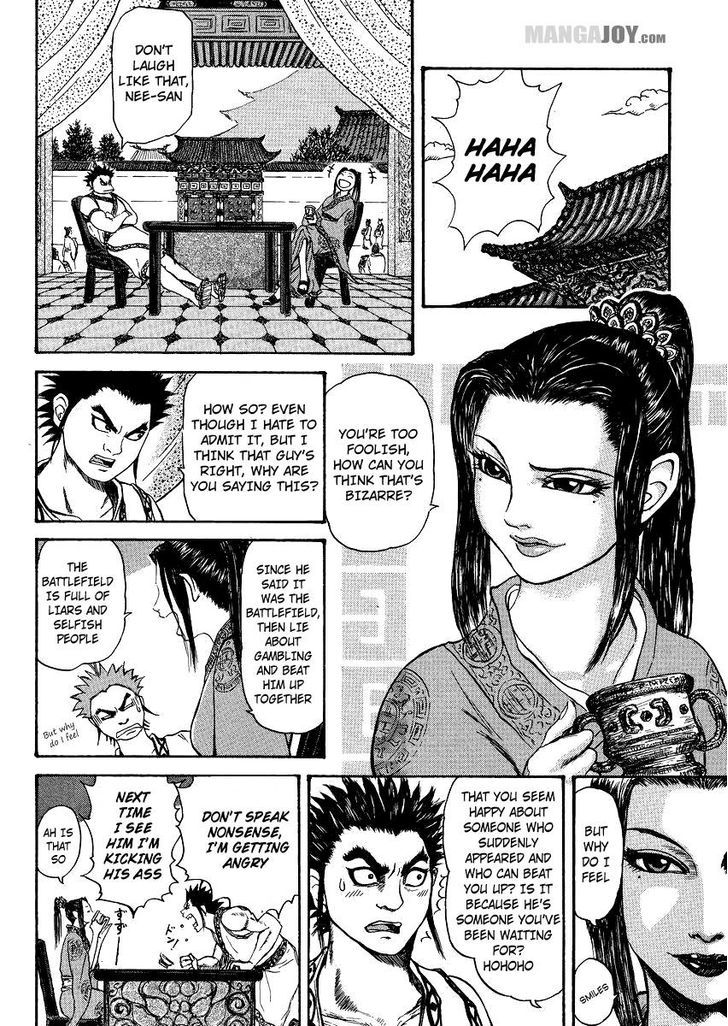 MANGAJOY.com
HAHA
HAHA
DON'T
LAUGH
LIKE THAT,
NEE-SAN
YOU'RE TOO
FOOLISH,
HOW CAN YOU
THINK THAT'S
BIZARRE?
HOW SO? EVEN
THOUGH I HATE TO
ADMIT IT, BUT I
THINK THAT GUY'S
RIGHT, WHY ARE
YOU SAYING THIS?
SINCE HE
SAID IT
WAS THE
BATTLEFIELD,
THEN LIE
ABOUT
GAMBLING
AND BEAT
HIM UP
TOGETHER
THE
BATTLEFIELD
IS FULL OF
LIARS AND
SELFISH
PEOPLE
But why
do I feel
BUT
WHY
DO I
FEEL
SMILES
THAT YOU SEEM
HAPPY ABOUT
SOMEONE WHO
SUDDENLY
APPEARED AND
WHO CAN BEAT
YOU UP? IS IT
BECAUSE HE'S
SOMEONE YOU'VE
BEEN WAITING
FOR?
HOHOHO
DON'T SPEAK
NONSENSE,
I'M GETTING
ANGRY
NEXT
TIME
I SEE
HIM I'M
KICKING
HIS ASS
AH IS
THAT
SO